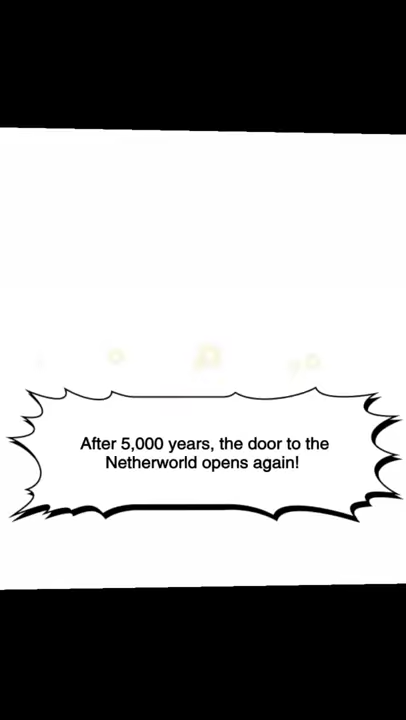 After 5,000 years, the door to the
Netherworld opens again!